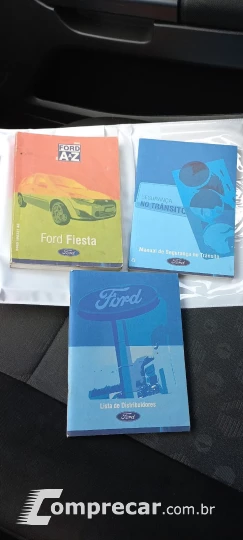 FORD
A-Z
Ford Fiesta
Ford
SEGURANÇA
NO TRÂNSITO
Manual de Segurança no Trânsito
Ford
Ford
Lista de Distribuidores
Ford
Comprecar.com.br